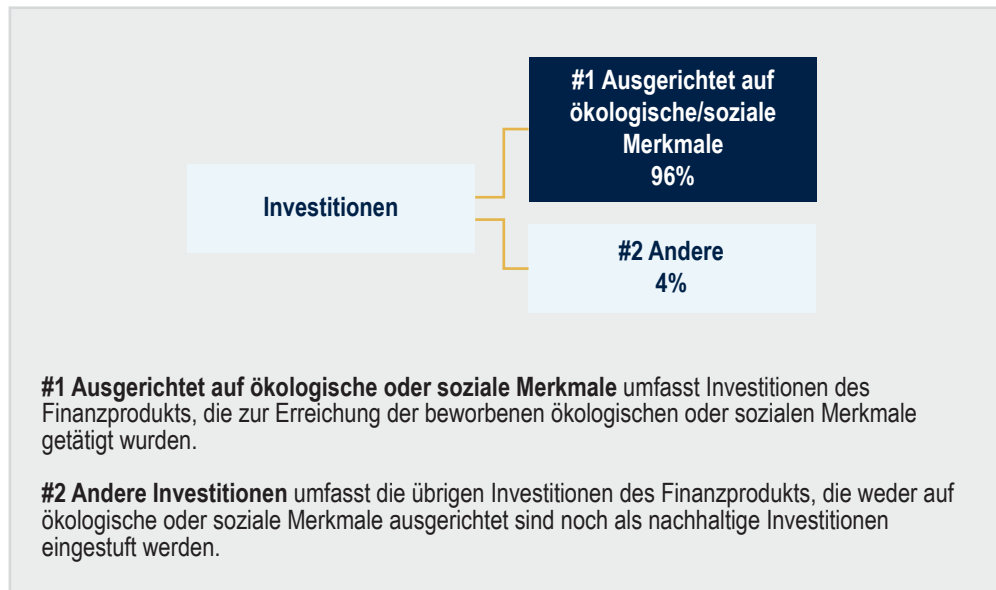 #1 Ausgerichtet auf
ökologische/soziale
Merkmale
96%
Investitionen
#2 Andere
4%
#1 Ausgerichtet auf ökologische oder soziale Merkmale umfasst Investitionen des
Finanzprodukts, die zur Erreichung der beworbenen ökologischen oder sozialen Merkmale
getätigt wurden.
#2 Andere Investitionen umfasst die übrigen Investitionen des Finanzprodukts, die weder auf
ökologische oder soziale Merkmale ausgerichtet sind noch als nachhaltige Investitionen
eingestuft werden.